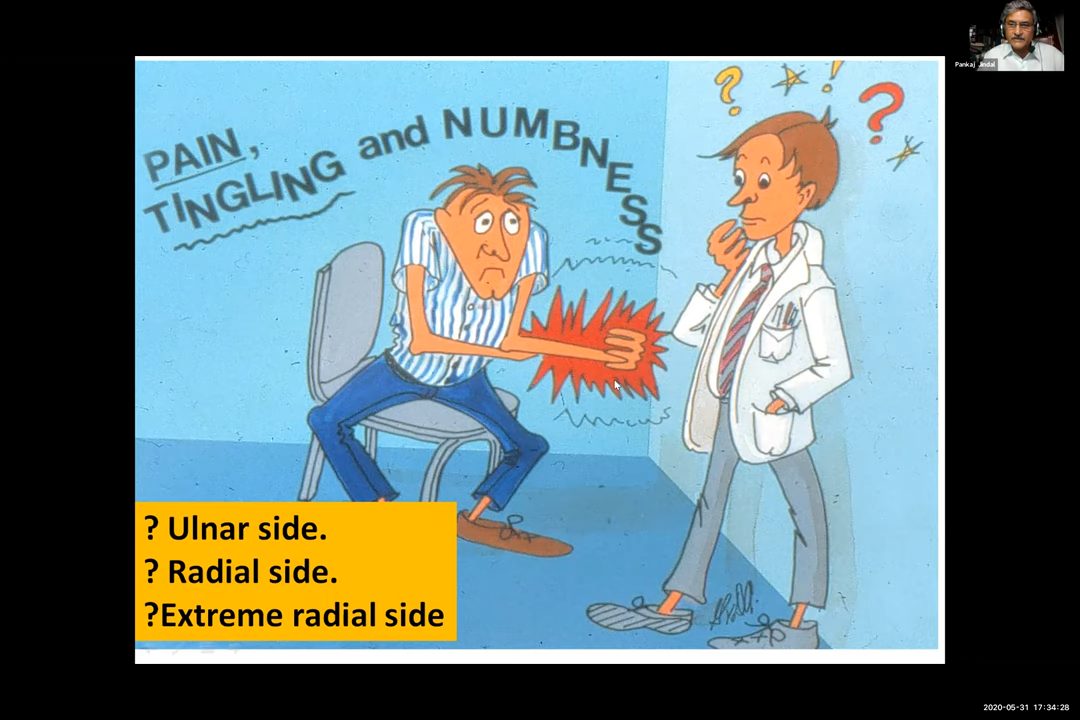 Pankaj Jindal
PAIN,
TINGLING and NUMBNESS
? Ulnar side.
? Radial side.
?Extreme radial side
2020-05-31 17:34:28